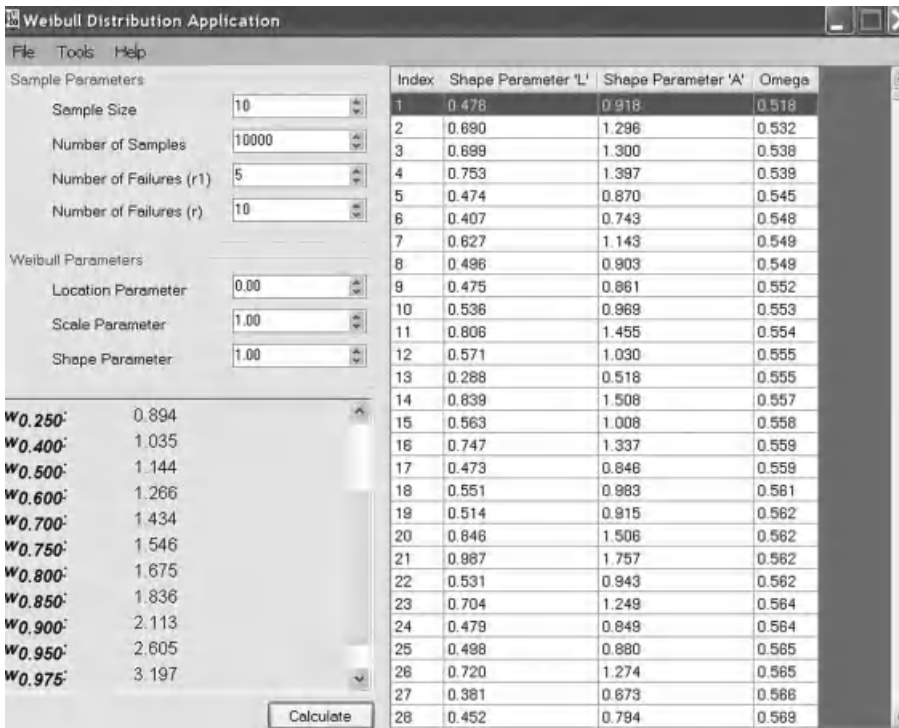 Weibull Distribution Application
File Tools Help
Sample Parameters
Sample Size 10
Number of Samples 10000
Number of Failures (r1) 5
Number of Failures (r) 10
Weibull Parameters
Location Parameter 0.00
Scale Parameter 1.00
Shape Parameter 1.00
w0.250: 0.894
w0.400: 1.035
w0.500: 1.144
w0.600: 1.266
w0.700: 1.434
w0.750: 1.546
w0.800: 1.675
w0.850: 1.836
w0.900: 2.113
w0.950: 2.605
w0.975: 3.197
Calculate
Index Shape Parameter 'L' Shape Parameter 'A' Omega
1 0.476 0.918 0.518
2 0.690 1.296 0.532
3 0.699 1.300 0.538
4 0.753 1.397 0.539
5 0.474 0.870 0.545
6 0.407 0.743 0.548
7 0.627 1.143 0.549
8 0.496 0.903 0.549
9 0.475 0.861 0.552
10 0.536 0.969 0.553
11 0.806 1.455 0.554
12 0.571 1.030 0.555
13 0.288 0.518 0.555
14 0.839 1.508 0.557
15 0.563 1.008 0.558
16 0.747 1.337 0.559
17 0.473 0.846 0.559
18 0.551 0.983 0.561
19 0.514 0.915 0.562
20 0.846 1.506 0.562
21 0.987 1.757 0.562
22 0.531 0.943 0.562
23 0.704 1.249 0.564
24 0.479 0.849 0.564
25 0.498 0.880 0.565
26 0.720 1.274 0.565
27 0.381 0.673 0.566
28 0.452 0.794 0.569